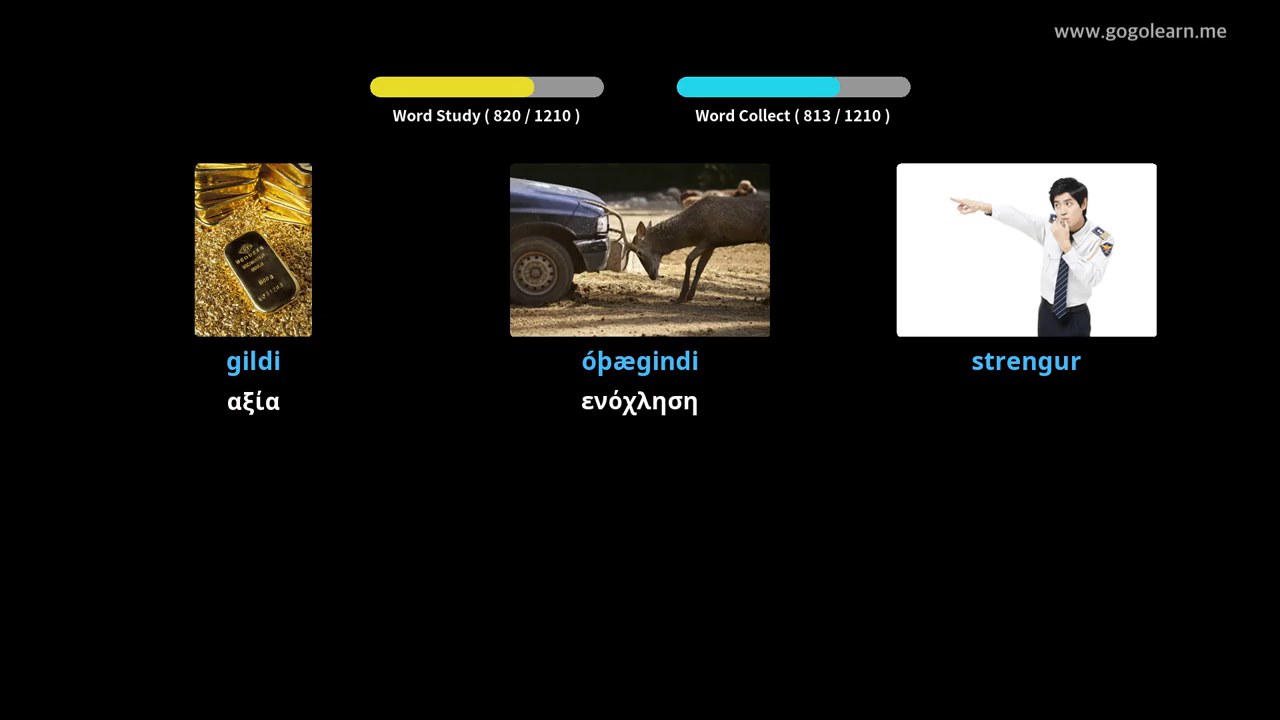 www.gogolearn.me
Word Study ( 820 / 1210 )
Word Collect ( 813 / 1210 )
gildi
óþægindi
strengur
αξία
ενόχληση